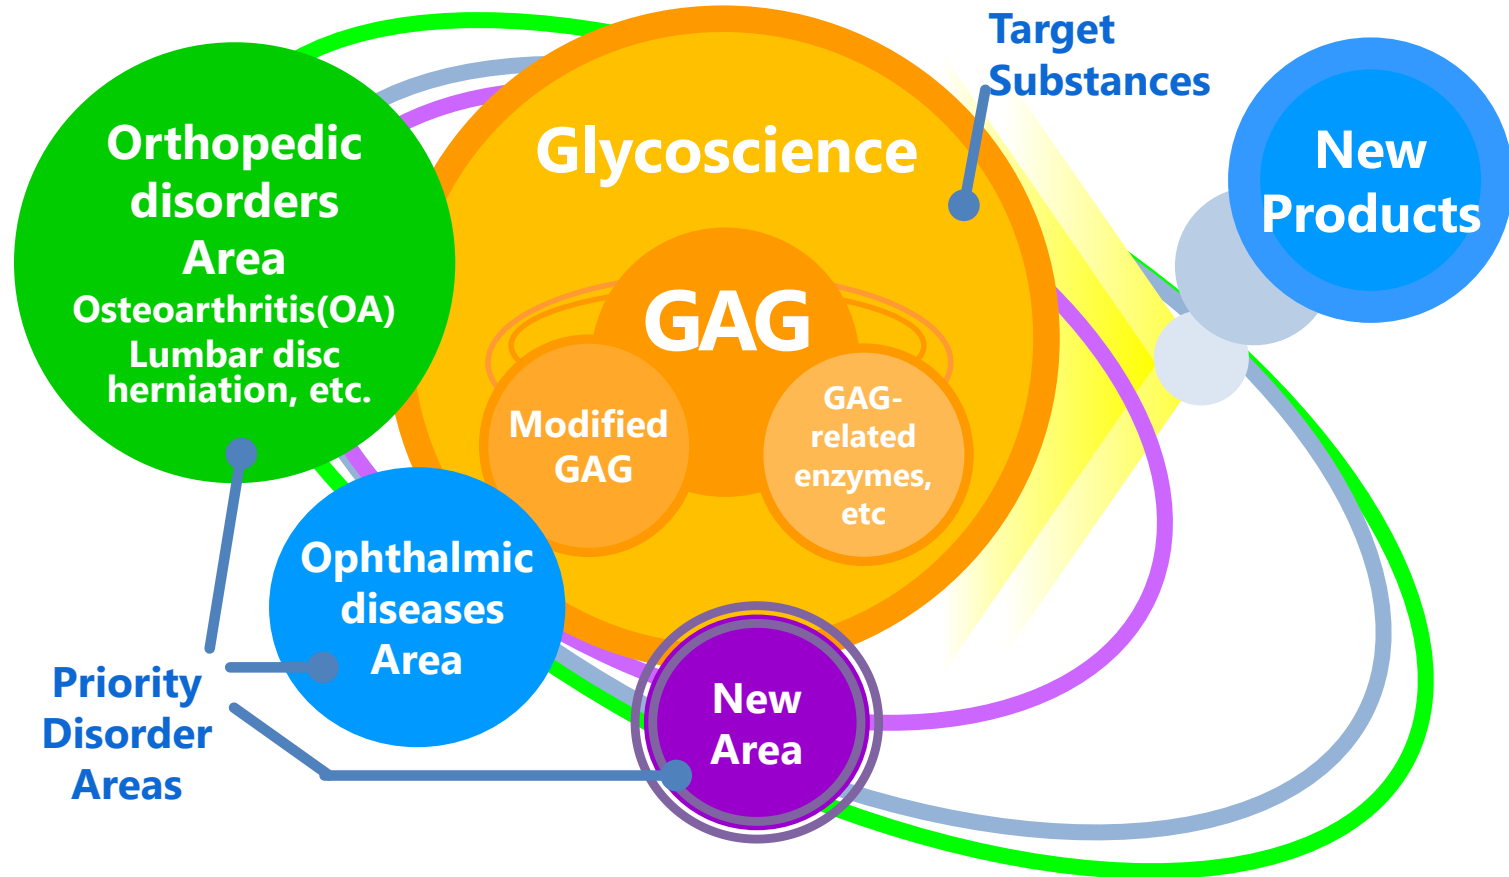 Target
Substances
Orthopedic
disorders
Area
Osteoarthritis(OA)
Lumbar disc
herniation, etc.
Glycoscience
New
Products
GAG
Modified
GAG
GAG-
related
enzymes,
etc
Ophthalmic
diseases
Area
Priority
Disorder
Areas
New
Area